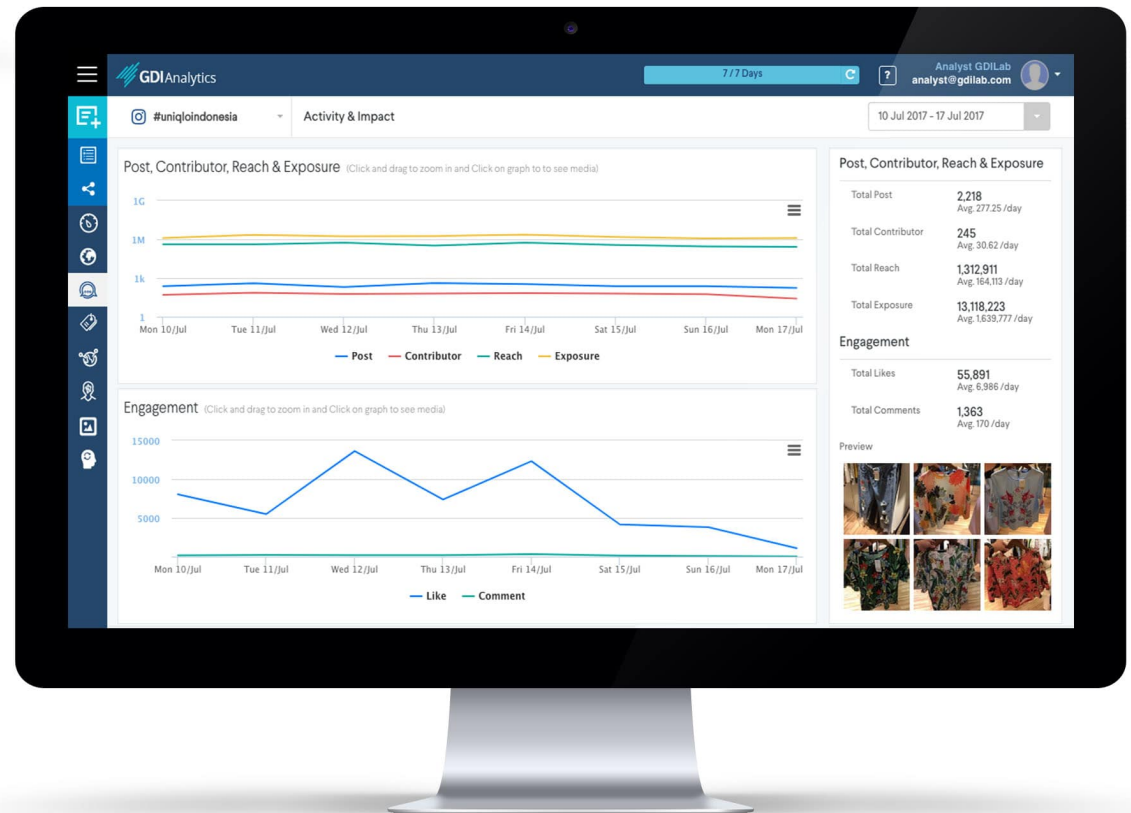 GDI Analytics
7 / 7 Days
?
Analyst GDILab
analyst@gdilab.com
#uniqloindonesia
Activity & Impact
10 Jul 2017 - 17 Jul 2017
Post, Contributor, Reach & Exposure (Click and drag to zoom in and Click on graph to to see media)
1G
1M
1k
1
Mon 10/Jul Tue 11/Jul Wed 12/Jul Thu 13/Jul Fri 14/Jul Sat 15/Jul Sun 16/Jul Mon 17/Jul
Post Contributor Reach Exposure
Engagement (Click and drag to zoom in and Click on graph to see media)
15000
10000
5000
Mon 10/Jul Tue 11/Jul Wed 12/Jul Thu 13/Jul Fri 14/Jul Sat 15/Jul Sun 16/Jul Mon 17/Jul
Like Comment
Post, Contributor, Reach & Exposure
Total Post 2,218
Avg. 277.25 /day
Total Contributor 245
Avg. 30.62 /day
Total Reach 1,312,911
Avg. 164,113 /day
Total Exposure 13,118,223
Avg. 1,639,777 /day
Engagement
Total Likes 55,891
Avg. 6,986 /day
Total Comments 1,363
Avg. 170 /day
Preview